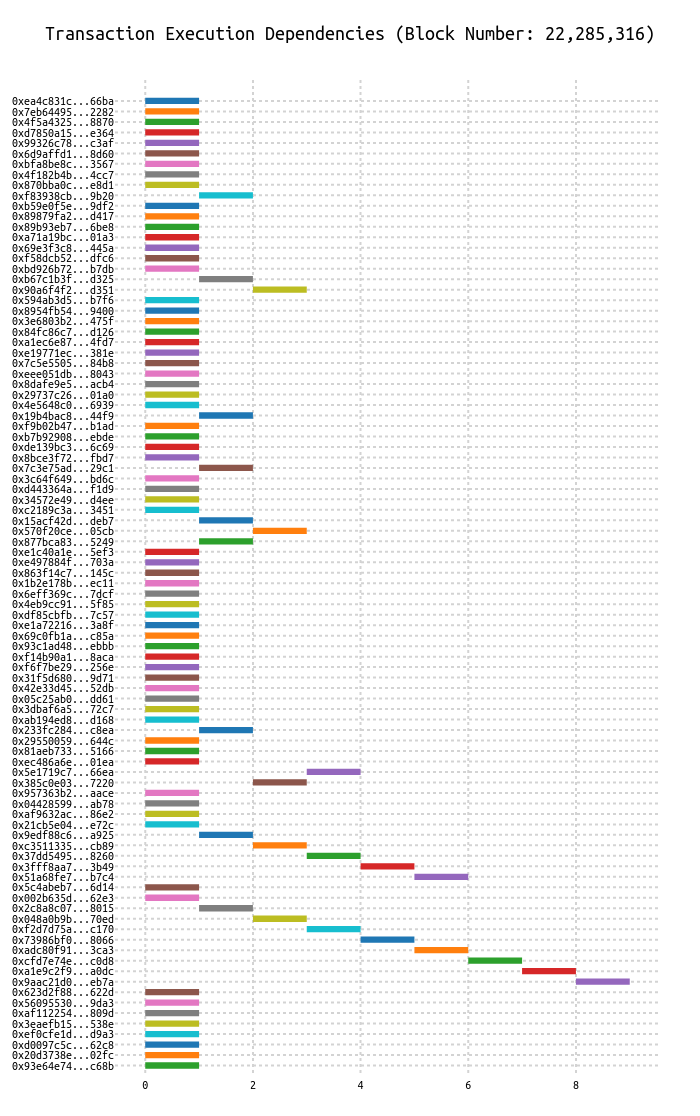 Transaction Execution Dependencies (Block Number: 22,285,316)
0xea4c831c...66ba
0x7eb64495...2282
0x4f5a4325...8870
0xd7850a15...e364
0x99326c78...c3af
0x6d9affd1...8d60
0xbfa8be8c...3567
0x4f182b4b...4cc7
0x870bba0c...e8d1
0xf83938cb...9b20
0xb59e0f5e...9df2
0x89879fa2...d417
0x89b93eb7...6be8
0xa71a19bc...01a3
0x69e3f3c8...445a
0xf58dcb52...dfc6
0xbd926b72...b7db
0xb67c1b3f...d325
0x90a6f4f2...d351
0x594ab3d5...b7f6
0x8954fb54...9400
0x3e6803b2...475f
0x84fc86c7...d126
0xa1ec6e87...4fd7
0xe19771ec...381e
0x7c5e5505...84b8
0xeee051db...8043
0x8dafe9e5...acb4
0x29737c26...01a0
0x4e5648c0...6939
0x19b4bac8...44f9
0xf9b02b47...b1ad
0xb7b92908...ebde
0xde139bc3...6c69
0x8bce3f72...fbd7
0x7c3e75ad...29c1
0x3c64f649...bd6c
0xd443364a...f1d9
0x34572e49...d4ee
0xc2189c3a...3451
0x15acf42d...deb7
0x570f20ce...05cb
0x877bca83...5249
0xe1c40a1e...5ef3
0xe497884f...703a
0x863f14c7...145c
0x1b2e178b...ec11
0x6eff369c...7dcf
0x4eb9cc91...5f85
0xdf85cbfb...7c57
0xe1a72216...3a8f
0x69c0fb1a...c85a
0x93c1ad48...ebbb
0xf14b90a1...8aca
0xf6f7be29...256e
0x31f5d680...9d71
0x42e33d45...52db
0x05c25ab0...dd61
0x3dbaf6a5...72c7
0xab194ed8...d168
0x233fc284...c8ea
0x29550059...644c
0x81aeb733...5166
0xec486a6e...01ea
0x5e1719c7...66ea
0x385c0e03...7220
0x957363b2...aace
0x04428599...ab78
0xaf9632ac...86e2
0x21cb5e04...e72c
0x9edf88c6...a925
0xc3511335...cb89
0x37dd5495...8260
0x3fff8aa7...3b49
0x51a68fe7...b7c4
0x5c4abeb7...6d14
0x002b635d...62e3
0x2c8a8c07...8015
0x048a0b9b...70ed
0xf2d7d75a...c170
0x73986bf0...8066
0xadc80f91...3ca3
0xcfd7e74e...c0d8
0xa1e9c2f9...a0dc
0x9aac21d0...eb7a
0x623d2f88...622d
0x56095530...9da3
0xaf112254...809d
0x3eaefb15...538e
0xef0cfe1d...d9a3
0xd0097c5c...62c8
0x20d3738e...02fc
0x93e64e74...c68b
0 2 4 6 8